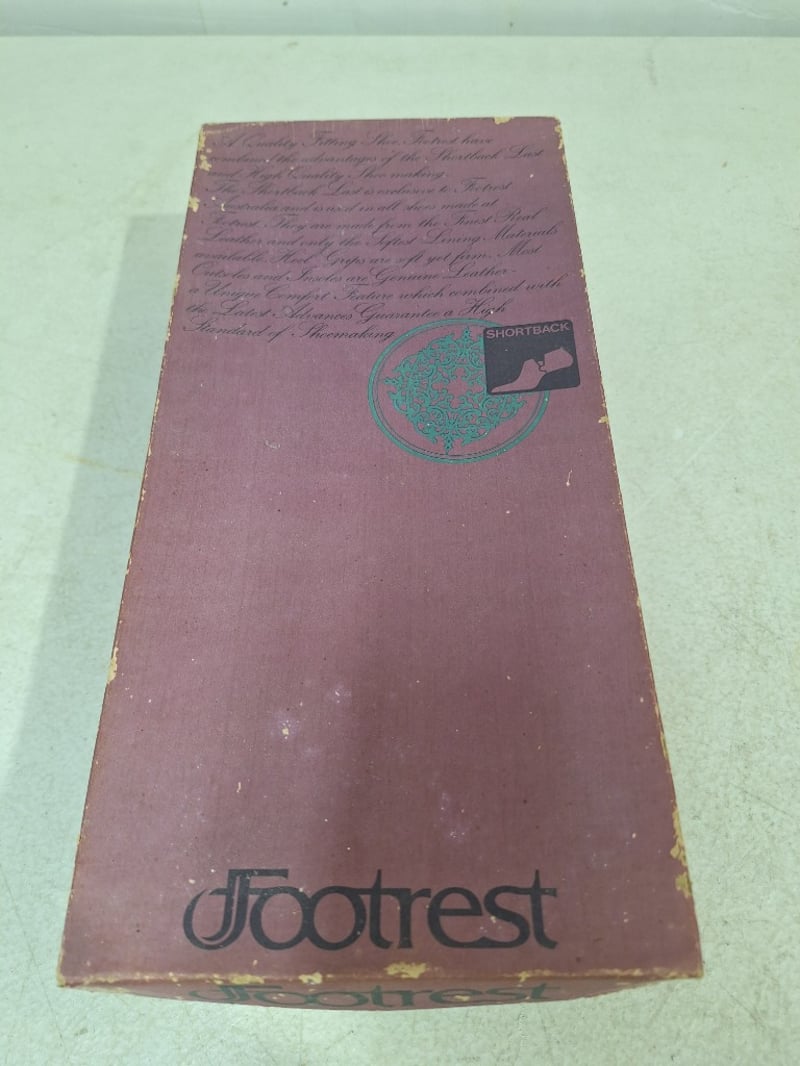 A Quality Fitting Shoe. Footrest have
combined the advantages of the Shortback Last
and High Quality Shoe making.
The Shortback Last is exclusive to Footrest
Australia and is used in all shoes made at
Footrest. They are made from the Finest Real
Leather and only the Softest Lining Materials
available. Heel Grips are soft yet firm. Most
Outsoles and Insoles are Genuine Leather -
a Unique Comfort Feature which combined with
the Latest Advances Guarantee a High
Standard of Shoemaking.
SHORTBACK
Footrest
Footrest